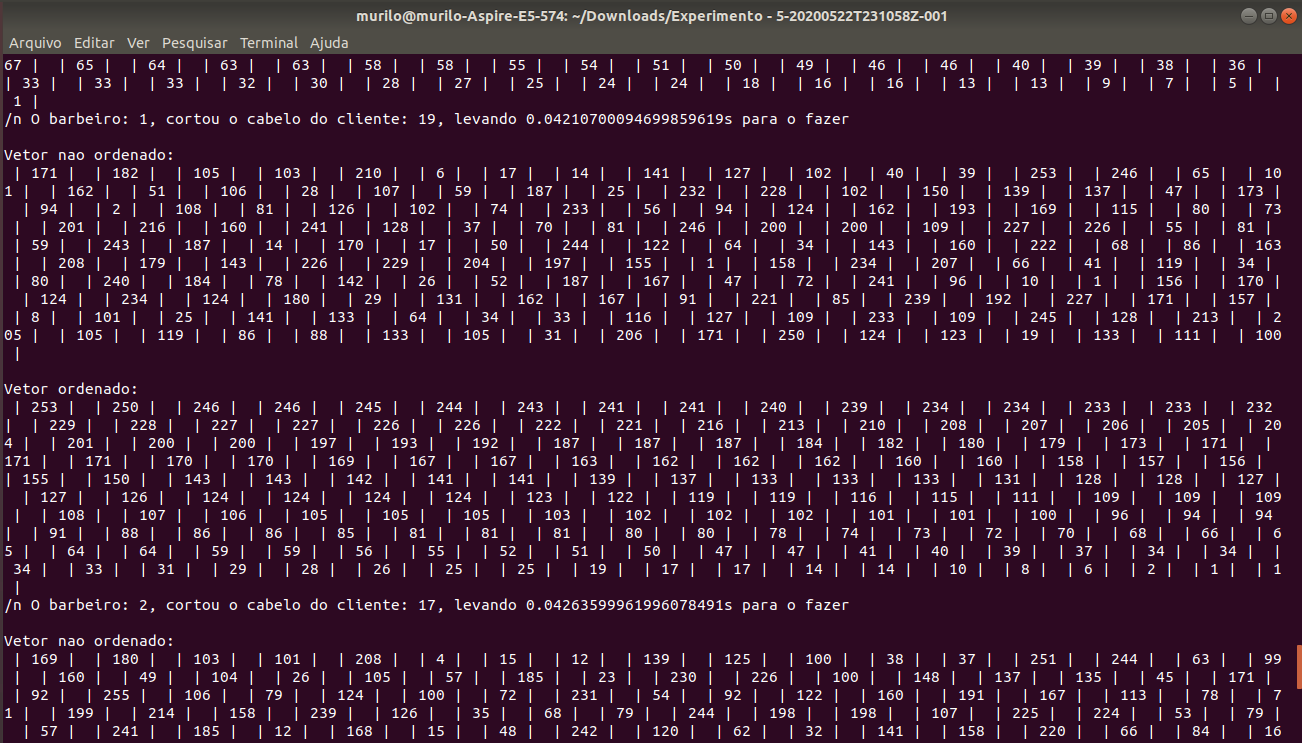 murilo@murilo-Aspire-E5-574: ~/Downloads/Experimento - 5-20200522T231058Z-001
Arquivo Editar Ver Pesquisar Terminal Ajuda
67 | | 65 | | 64 | | 63 | | 63 | | 58 | | 58 | | 55 | | 54 | | 51 | | 50 | | 49 | | 46 | | 46 | | 40 | | 39 | | 38 | | 36 |
| 33 | | 33 | | 33 | | 32 | | 30 | | 28 | | 27 | | 25 | | 24 | | 24 | | 18 | | 16 | | 16 | | 13 | | 13 | | 9 | | 7 | | 5 | |
1 |
/n O barbeiro: 1, cortou o cabelo do cliente: 19, levando 0.04210700094699859619s para o fazer
Vetor nao ordenado:
| 171 | | 182 | | 105 | | 103 | | 210 | | 6 | | 17 | | 14 | | 141 | | 127 | | 102 | | 40 | | 39 | | 253 | | 246 | | 65 | | 10
1 | | 162 | | 51 | | 106 | | 28 | | 107 | | 59 | | 187 | | 25 | | 232 | | 228 | | 102 | | 150 | | 139 | | 137 | | 47 | | 173
| | 94 | | 2 | | 108 | | 81 | | 126 | | 102 | | 74 | | 233 | | 56 | | 94 | | 124 | | 162 | | 193 | | 169 | | 115 | | 80 | | 73
| | 201 | | 216 | | 160 | | 241 | | 128 | | 37 | | 70 | | 81 | | 246 | | 200 | | 200 | | 109 | | 227 | | 226 | | 55 | | 81 |
| 59 | | 243 | | 187 | | 14 | | 170 | | 17 | | 50 | | 244 | | 122 | | 64 | | 34 | | 143 | | 160 | | 222 | | 68 | | 86 | | 163
| | 208 | | 179 | | 143 | | 226 | | 229 | | 204 | | 197 | | 155 | | 1 | | 158 | | 234 | | 207 | | 66 | | 41 | | 119 | | 34 |
| 80 | | 240 | | 184 | | 78 | | 142 | | 26 | | 52 | | 187 | | 167 | | 47 | | 72 | | 241 | | 96 | | 10 | | 1 | | 156 | | 170 |
| 124 | | 234 | | 124 | | 180 | | 29 | | 131 | | 162 | | 167 | | 91 | | 221 | | 85 | | 239 | | 192 | | 227 | | 171 | | 157 |
| 8 | | 101 | | 25 | | 141 | | 133 | | 64 | | 34 | | 33 | | 116 | | 127 | | 109 | | 233 | | 109 | | 245 | | 128 | | 213 | | 2
05 | | 105 | | 119 | | 86 | | 88 | | 133 | | 105 | | 31 | | 206 | | 171 | | 250 | | 124 | | 123 | | 19 | | 133 | | 111 | | 100
|
Vetor ordenado:
| 253 | | 250 | | 246 | | 246 | | 245 | | 244 | | 243 | | 241 | | 241 | | 240 | | 239 | | 234 | | 234 | | 233 | | 233 | | 232
| | 229 | | 228 | | 227 | | 227 | | 226 | | 226 | | 222 | | 221 | | 216 | | 213 | | 210 | | 208 | | 207 | | 206 | | 205 | | 20
4 | | 201 | | 200 | | 200 | | 197 | | 193 | | 192 | | 187 | | 187 | | 187 | | 184 | | 182 | | 180 | | 179 | | 173 | | 171 | |
171 | | 171 | | 170 | | 170 | | 169 | | 167 | | 167 | | 163 | | 162 | | 162 | | 162 | | 160 | | 160 | | 158 | | 157 | | 156 |
| 155 | | 150 | | 143 | | 143 | | 142 | | 141 | | 141 | | 139 | | 137 | | 133 | | 133 | | 133 | | 131 | | 128 | | 128 | | 127 |
| 127 | | 126 | | 124 | | 124 | | 124 | | 124 | | 123 | | 122 | | 119 | | 119 | | 116 | | 115 | | 111 | | 109 | | 109 | | 109
| | 108 | | 107 | | 106 | | 105 | | 105 | | 105 | | 103 | | 102 | | 102 | | 102 | | 101 | | 101 | | 100 | | 96 | | 94 | | 94
| | 91 | | 88 | | 86 | | 86 | | 85 | | 81 | | 81 | | 81 | | 80 | | 80 | | 78 | | 74 | | 73 | | 72 | | 70 | | 68 | | 66 | | 6
5 | | 64 | | 64 | | 59 | | 59 | | 56 | | 55 | | 52 | | 51 | | 50 | | 47 | | 47 | | 41 | | 40 | | 39 | | 37 | | 34 | | 34 | |
34 | | 33 | | 31 | | 29 | | 28 | | 26 | | 25 | | 25 | | 19 | | 17 | | 17 | | 14 | | 14 | | 10 | | 8 | | 6 | | 2 | | 1 | | 1
|
/n O barbeiro: 2, cortou o cabelo do cliente: 17, levando 0.04263599961996078491s para o fazer
Vetor nao ordenado:
| 169 | | 180 | | 103 | | 101 | | 208 | | 4 | | 15 | | 12 | | 139 | | 125 | | 100 | | 38 | | 37 | | 251 | | 244 | | 63 | | 99
| | 160 | | 49 | | 104 | | 26 | | 105 | | 57 | | 185 | | 23 | | 230 | | 226 | | 100 | | 148 | | 137 | | 135 | | 45 | | 171 |
| 92 | | 255 | | 106 | | 79 | | 124 | | 100 | | 72 | | 231 | | 54 | | 92 | | 122 | | 160 | | 191 | | 167 | | 113 | | 78 | | 7
1 | | 199 | | 214 | | 158 | | 239 | | 126 | | 35 | | 68 | | 79 | | 244 | | 198 | | 198 | | 107 | | 225 | | 224 | | 53 | | 79 |
| 57 | | 241 | | 185 | | 12 | | 168 | | 15 | | 48 | | 242 | | 120 | | 62 | | 32 | | 141 | | 158 | | 220 | | 66 | | 84 | | 16